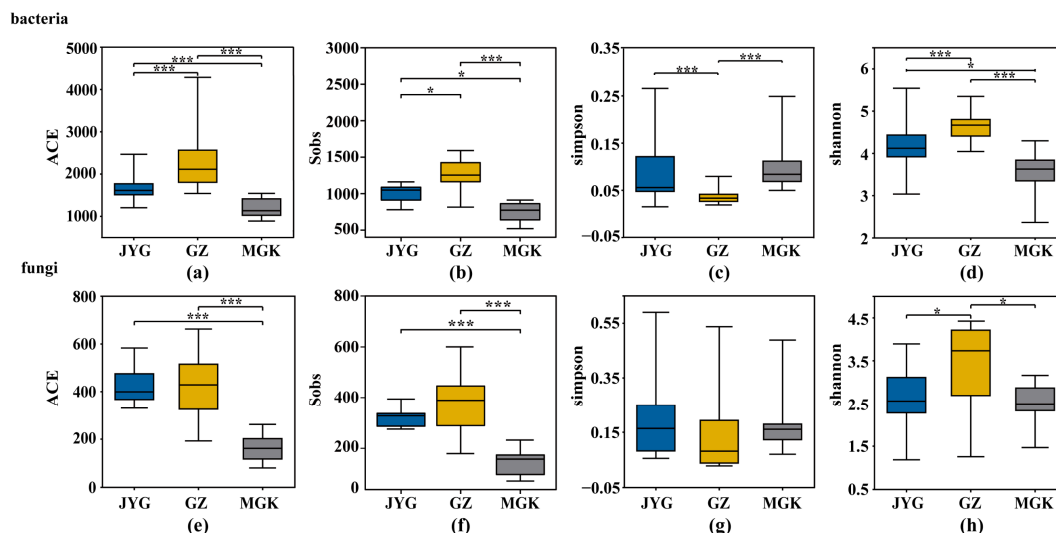 bacteria
ACE
5000
4000
3000
2000
1000
***
***
***
JYG GZ MGK
(a)
Sobs
3000
2500
2000
1500
1000
500
***
*
*
JYG GZ MGK
(b)
simpson
0.35
0.25
0.15
0.05
−0.05
***
***
JYG GZ MGK
(c)
shannon
6
5
4
3
2
***
*
***
JYG GZ MGK
(d)
fungi
ACE
800
600
400
200
0
***
***
JYG GZ MGK
(e)
Sobs
800
600
400
200
0
***
***
JYG GZ MGK
(f)
simpson
0.55
0.35
0.15
−0.05
JYG GZ MGK
(g)
shannon
4.5
3.5
2.5
1.5
0.5
*
*
JYG GZ MGK
(h)